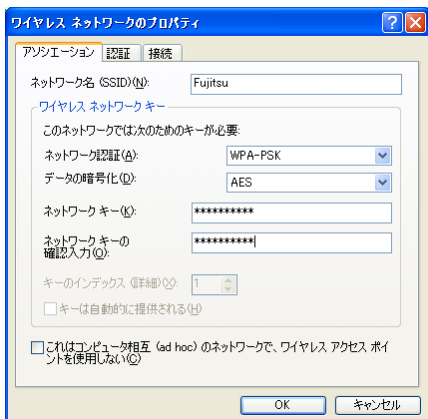 ワイヤレス ネットワークのプロパティ
アソシエーション 認証 接続
ネットワーク名 (SSID)(N): Fujitsu
ワイヤレス ネットワーク キー
このネットワークでは次のためのキーが必要:
ネットワーク認証(A): WPA-PSK
データの暗号化(D): AES
ネットワーク キー(K): **********
ネットワーク キーの
確認入力(O): **********
キーのインデックス (詳細)(X): 1
キーは自動的に提供される(H)
これはコンピュータ相互 (ad hoc) のネットワークで、ワイヤレス アクセス ポイ
ントを使用しない(C)
OK キャンセル